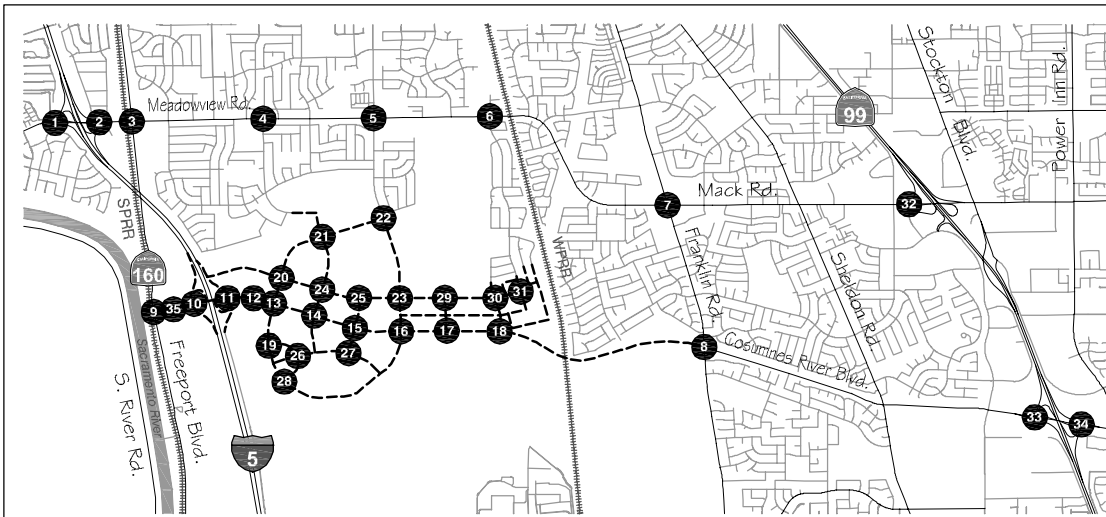 Stockton
Blvd.
Power Inn Rd.
CALIFORNIA
99
Meadowview Rd.
1
2
3
4
5
6
Mack Rd.
7
32
SPRR
WPRR
22
21
CALIFORNIA
160
20
24
25
23
29
30
31
9
35
10
11
12
13
14
15
16
17
18
Franklin Rd.
Sheldon Rd.
8
Cosumnes River Blvd.
19
26
27
28
Sacramento River
Freeport Blvd.
S. River Rd.
5
33
34